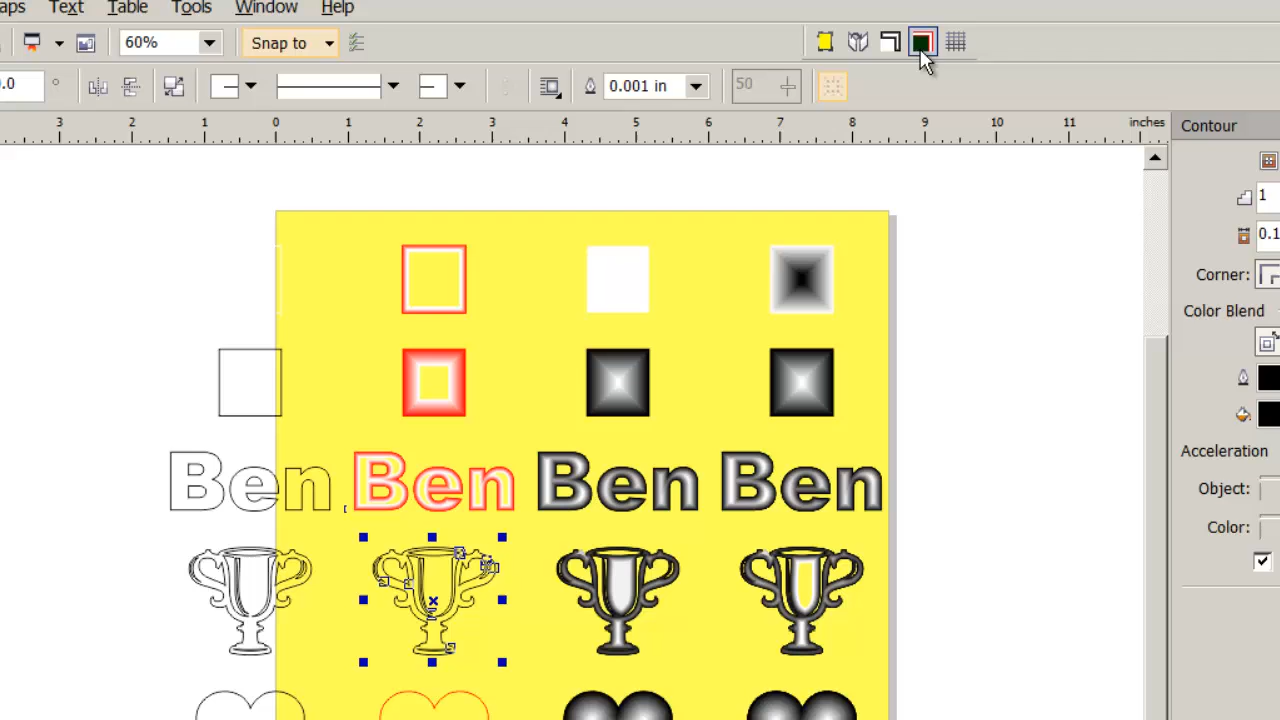 aps Text Table Tools Window Help
60% Snap to
.0 ° 0.001 in 50
3 2 1 0 1 2 3 4 5 6 7 8 9 10 11 inches
Contour
1
0.1
Corner:
Color Blend
Ben Ben Ben Ben
Acceleration
Object:
Color: